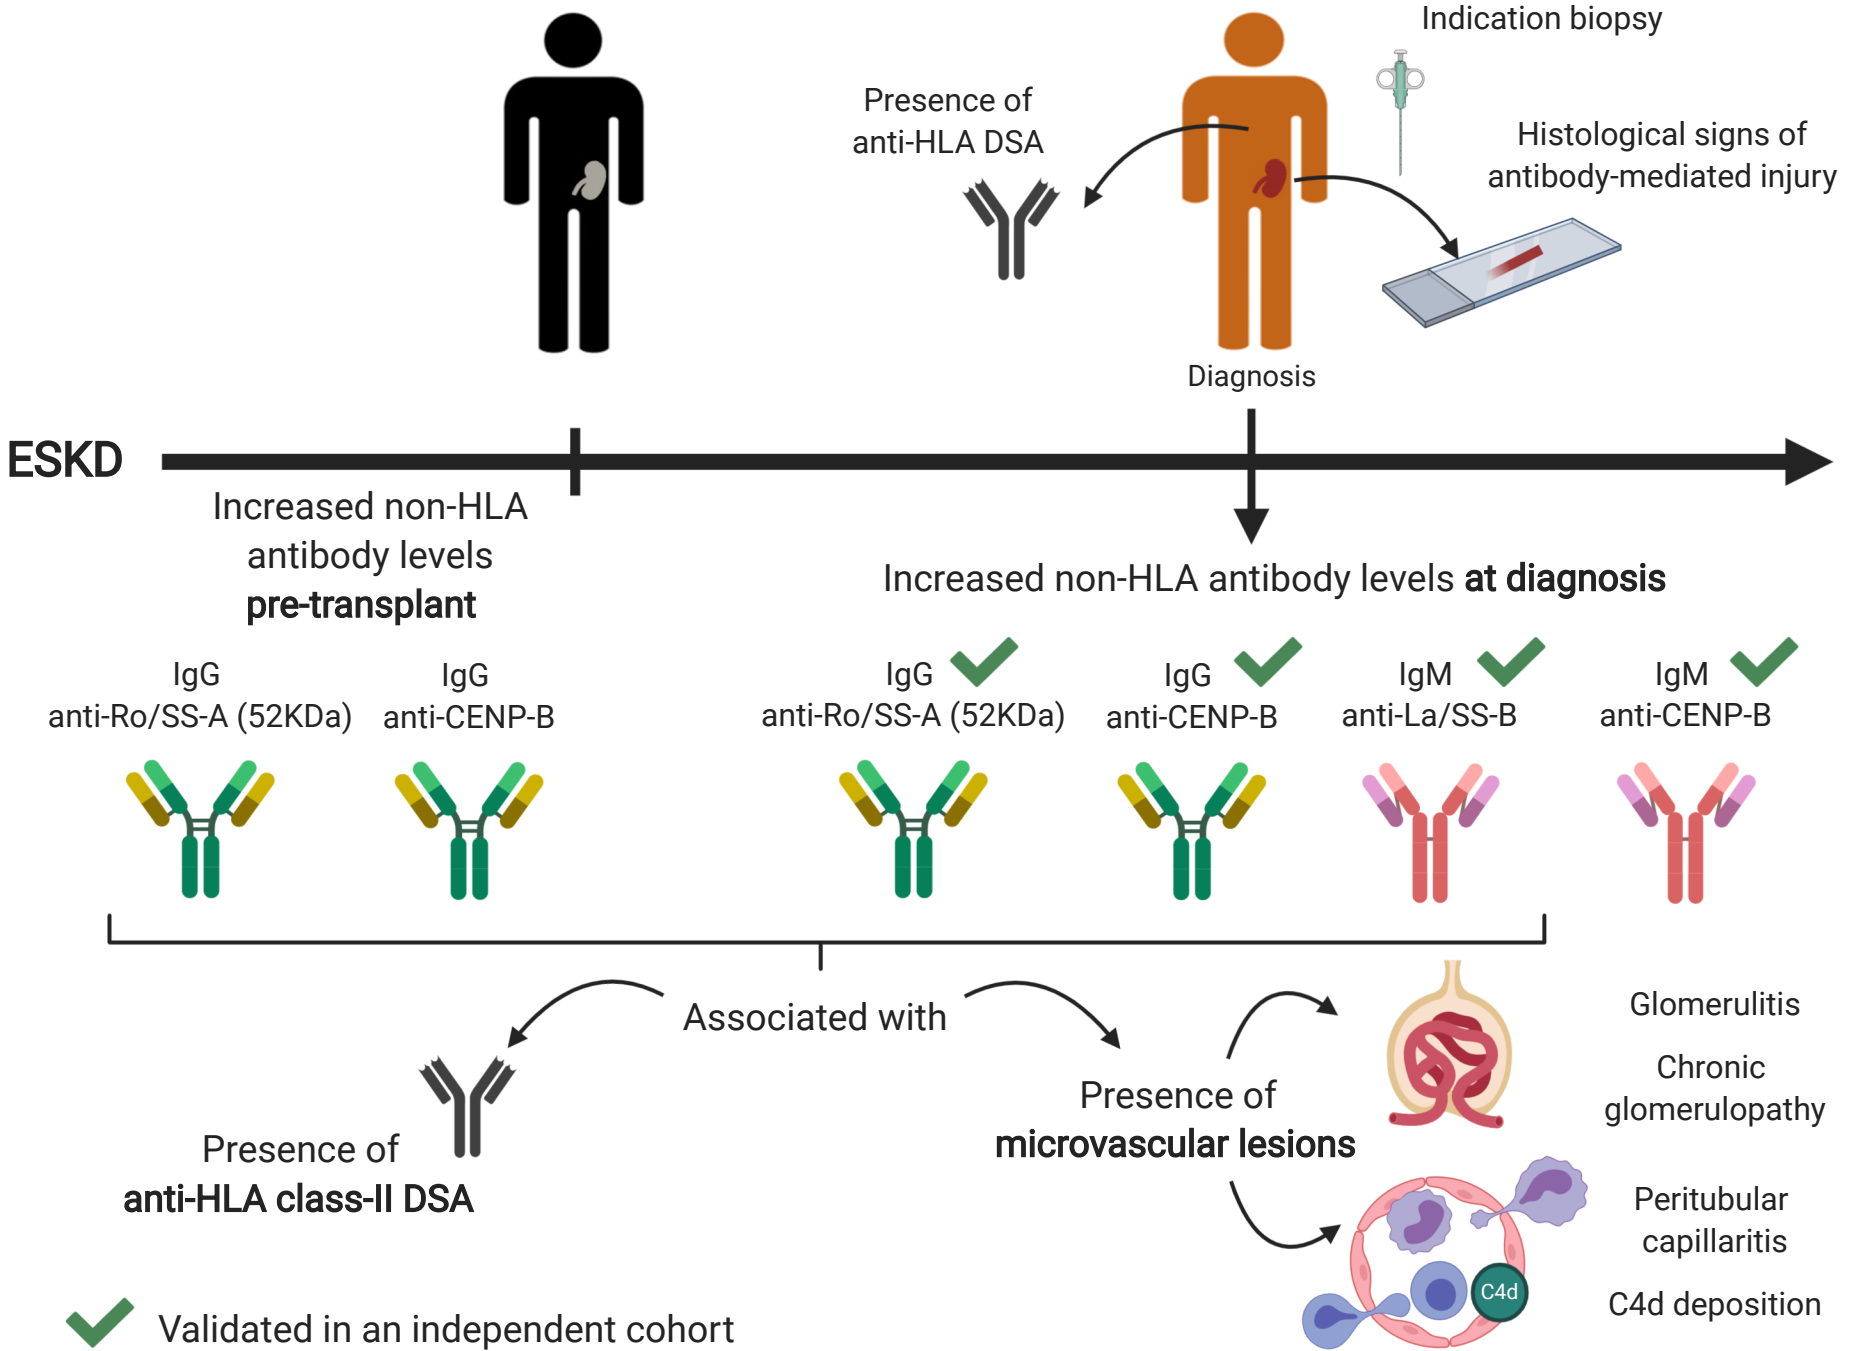 Indication biopsy
Presence of
anti-HLA DSA
Histological signs of
antibody-mediated injury
Diagnosis
ESKD
Increased non-HLA
antibody levels
pre-transplant
Increased non-HLA antibody levels at diagnosis
IgG
anti-Ro/SS-A (52KDa)
IgG
anti-CENP-B
IgG
anti-Ro/SS-A (52KDa)
IgG
anti-CENP-B
IgM
anti-La/SS-B
IgM
anti-CENP-B
Associated with
Presence of
anti-HLA class-II DSA
Presence of
microvascular lesions
Glomerulitis
Chronic
glomerulopathy
Peritubular
capillaritis
C4d
C4d deposition
Validated in an independent cohort